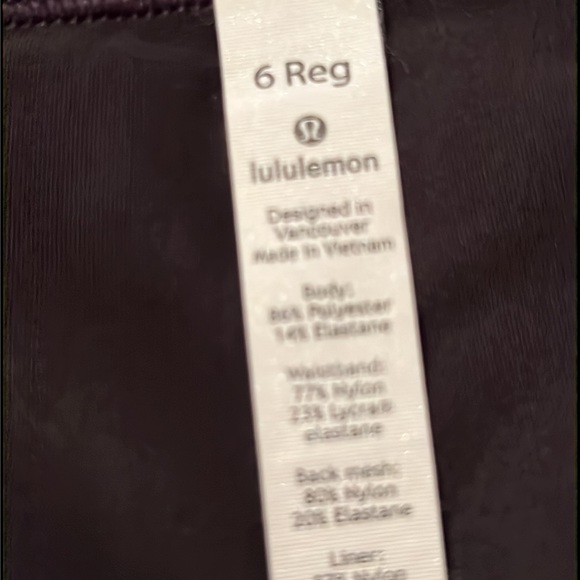 6 Reg
lululemon
Designed in
Vancouver
Made in Vietnam
Body:
86% Polyester
14% Elastane
Waistband:
77% Nylon
23% Lycra®
elastane
Back mesh:
80% Nylon
20% Elastane
Liner:
Nylon